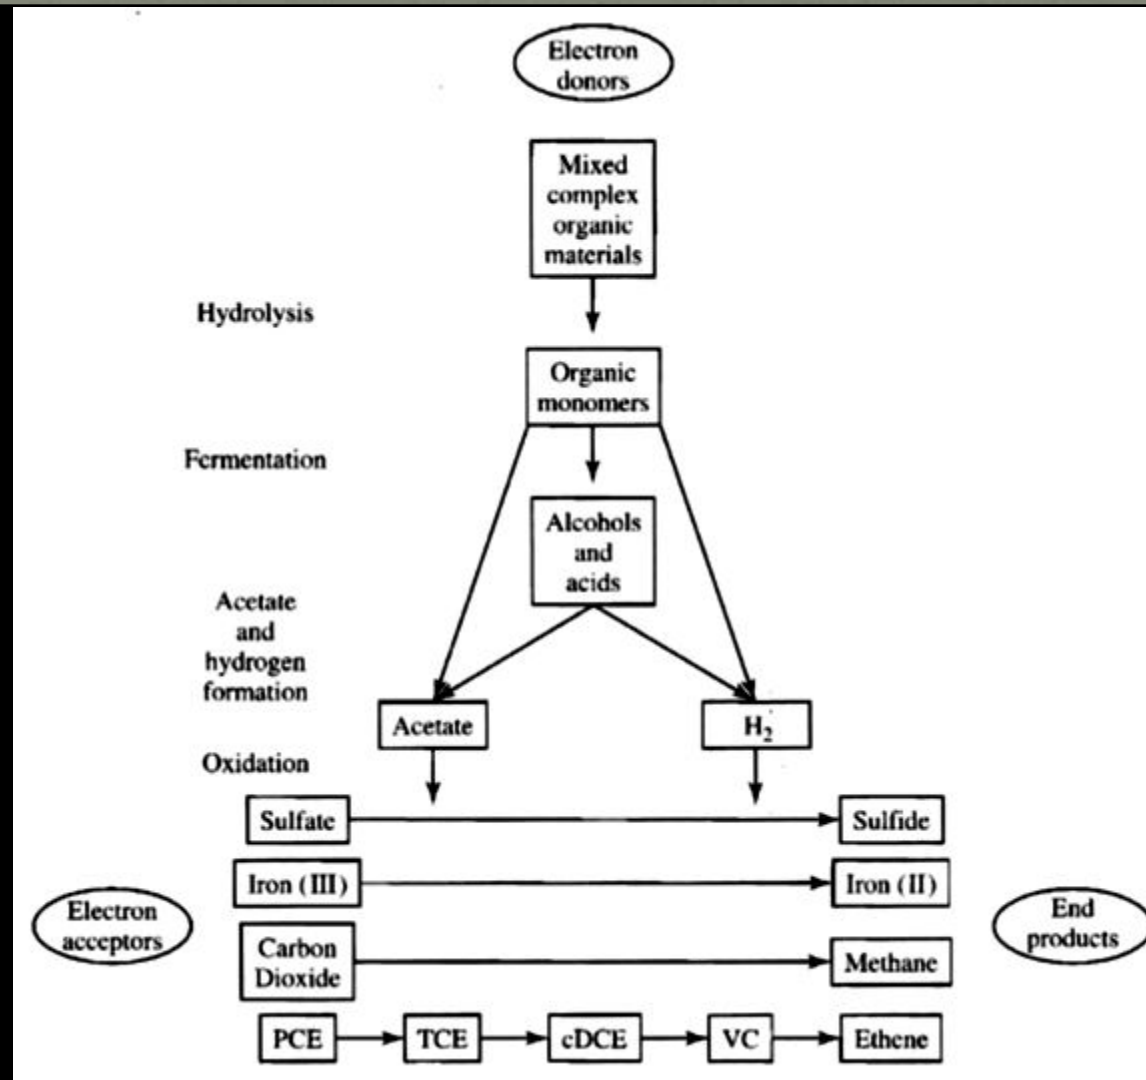 Electron
donors
Mixed
complex
organic
materials
Hydrolysis
Organic
monomers
Fermentation
Alcohols
and
acids
Acetate
and
hydrogen
formation
Acetate
H₂
Oxidation
Sulfate
Sulfide
Iron (III)
Iron (II)
Electron
acceptors
End
products
Carbon
Dioxide
Methane
PCE
TCE
cDCE
VC
Ethene